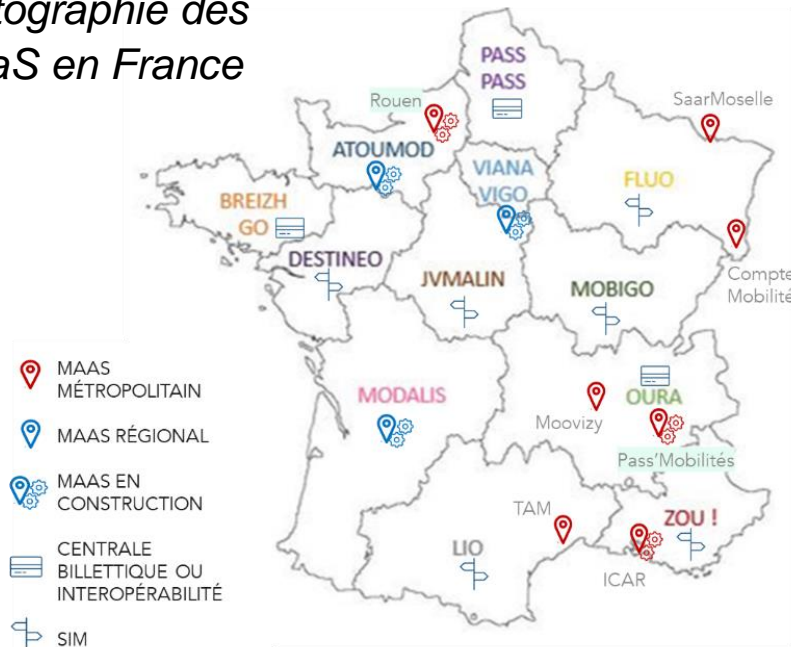 tographie des
aS en France
PASS
PASS
Rouen
SaarMoselle
ATOUMOD
VIANA
VIGO
FLUO
BREIZH
GO
DESTINEO
JVMALIN
MOBIGO
Compte
Mobilité
MAAS
MÉTROPOLITAIN
MODALIS
OURA
Moovizy
MAAS RÉGIONAL
Pass'Mobilités
MAAS EN
CONSTRUCTION
TAM
ZOU !
LIO
ICAR
CENTRALE
BILLETTIQUE OU
INTEROPÉRABILITÉ
SIM